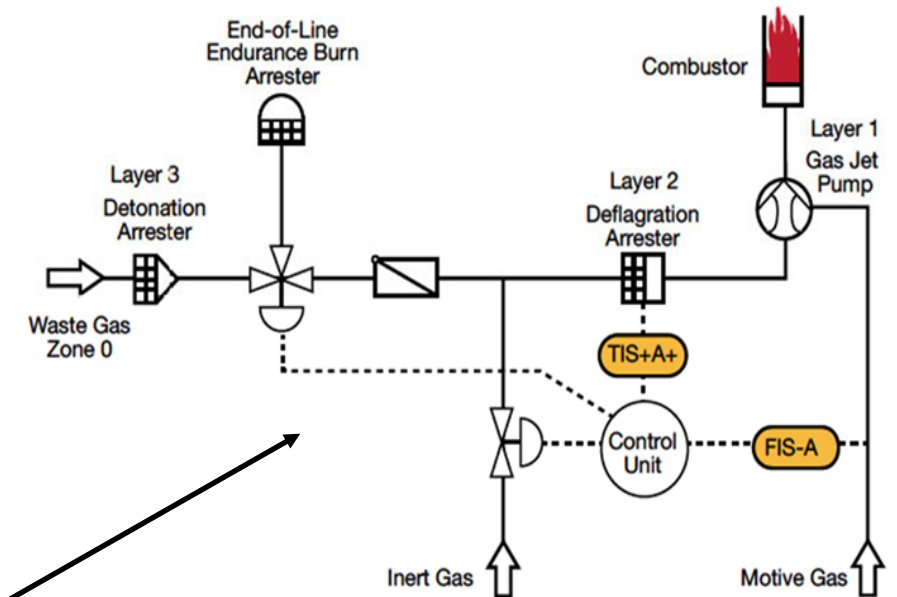 End-of-Line
Endurance Burn
Arrester
Combustor
Layer 1
Gas Jet
Pump
Layer 3
Detonation
Arrester
Layer 2
Deflagration
Arrester
Waste Gas
Zone 0
TIS+A+
Control
Unit
FIS-A
Inert Gas
Motive Gas